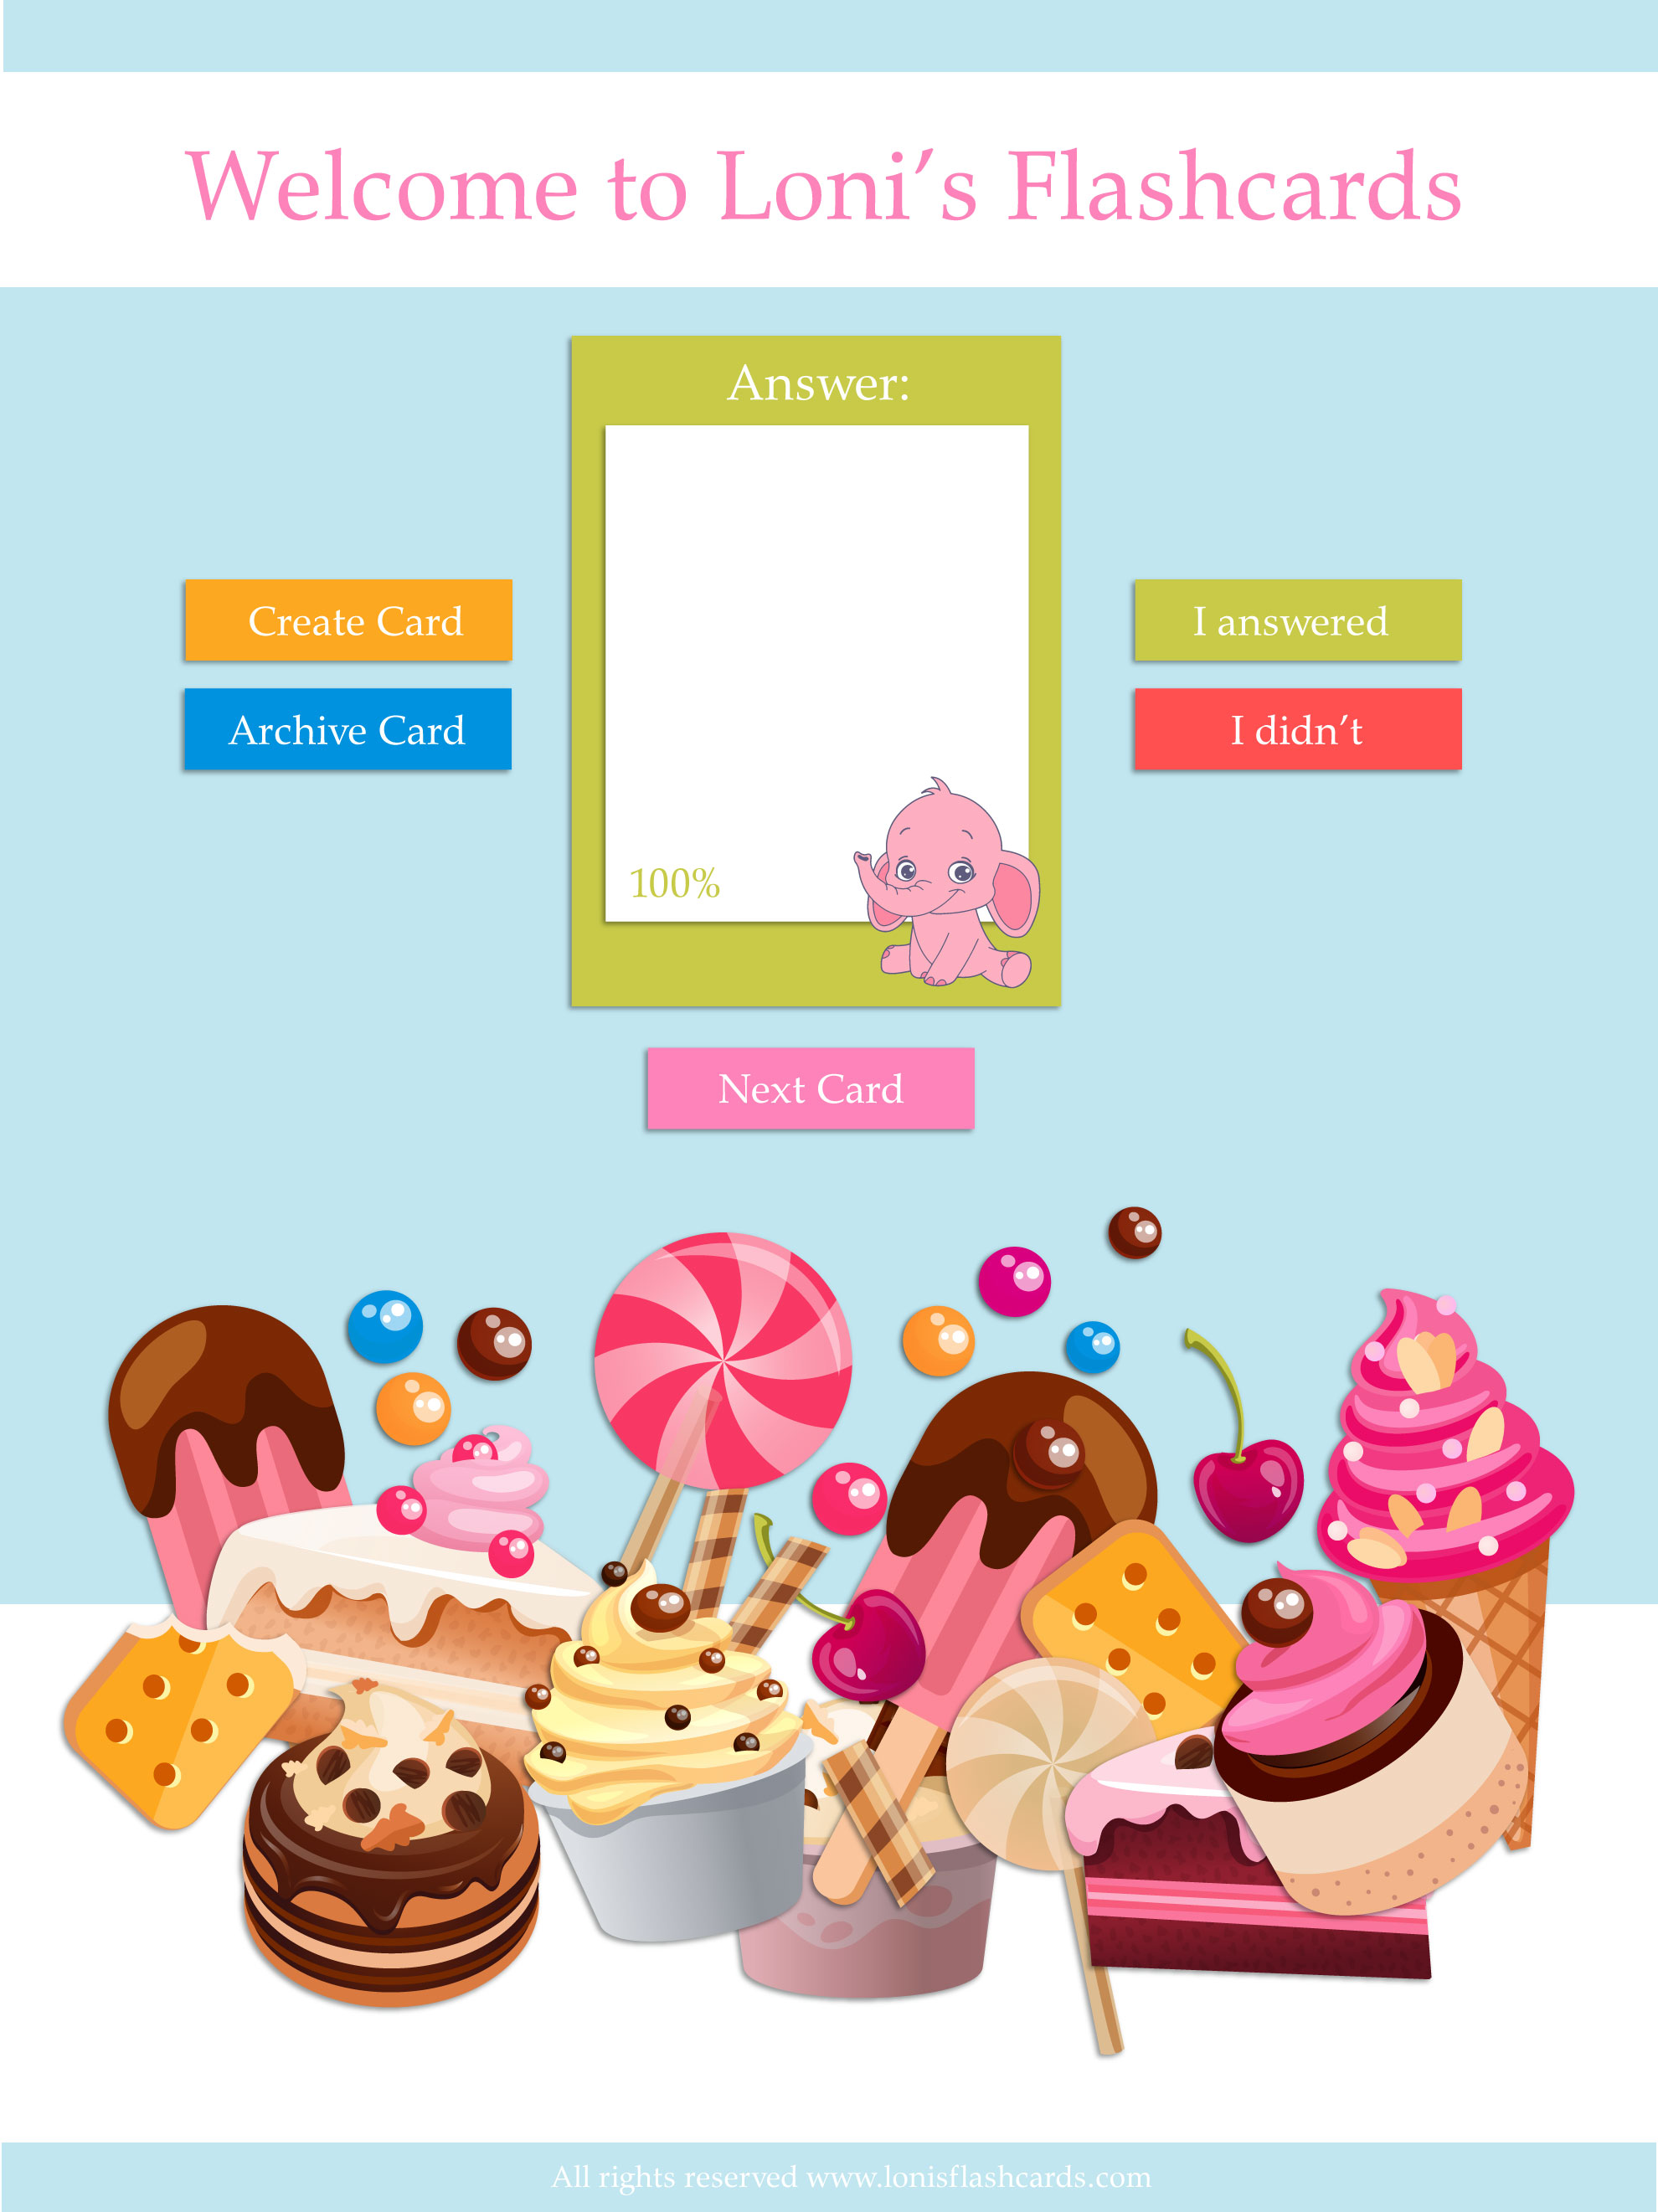 Welcome to Loni’s Flashcards
Answer:
Create Card
I answered
Archive Card
I didn’t
100%
Next Card
All rights reserved www.lonisflashcards.com